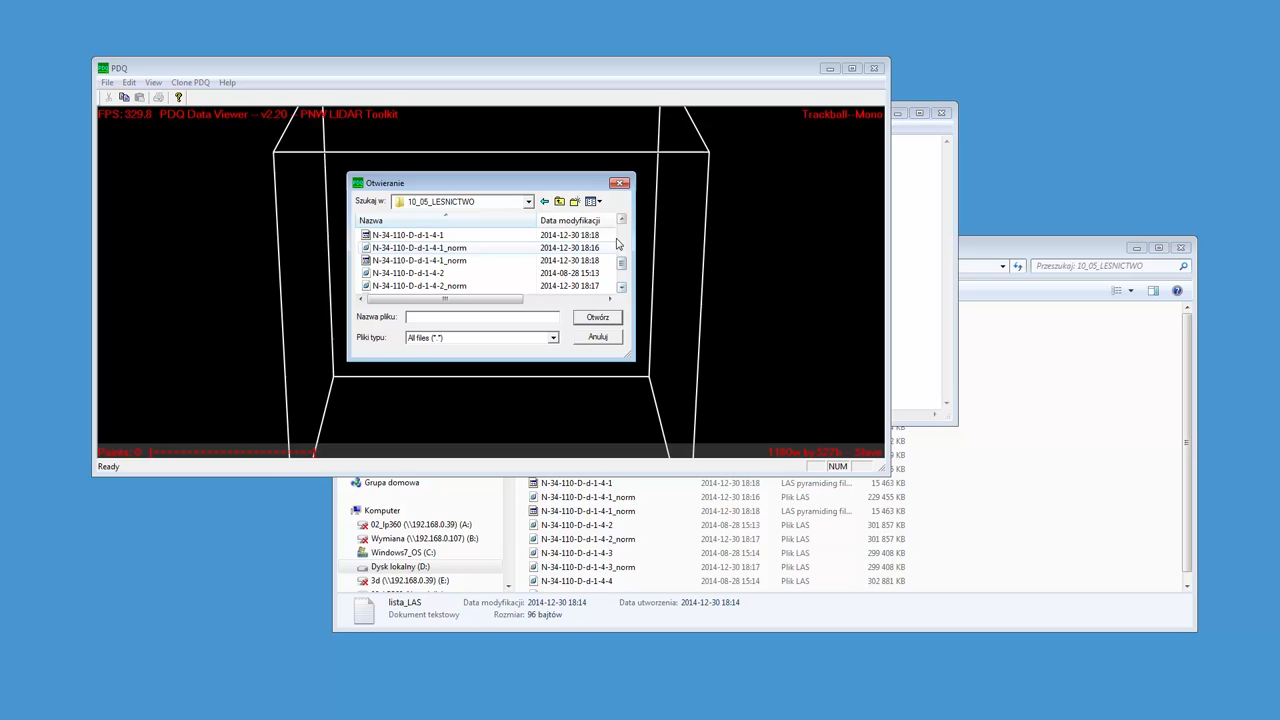 PDQ
File Edit View Clone PDQ Help
FPS: 329.8 PDQ Data Viewer -- v2.20 -- PNW LIDAR Toolkit
Trackball--Mono
Otwieranie
Szukaj w: 10_05_LESNICTWO
Nazwa Data modyfikacji
N-34-110-D-d-1-4-1 2014-12-30 18:18
N-34-110-D-d-1-4-1_norm 2014-12-30 18:16
N-34-110-D-d-1-4-1_norm 2014-12-30 18:18
N-34-110-D-d-1-4-2 2014-08-28 15:13
N-34-110-D-d-1-4-2_norm 2014-12-30 18:17
Nazwa pliku: Otwórz
Pliki typu: All files (*.*) Anuluj
Points: 0
1180w by 527h -- Slave
Ready NUM
Przeszukaj: 10_05_LESNICTWO
KB
KB
KB
Grupa domowa
Komputer
02_lp360 (\\192.168.0.39) (A:)
Wymiana (\\192.168.0.107) (B:)
Windows7_OS (C:)
Dysk lokalny (D:)
3d (\\192.168.0.39) (E:)
N-34-110-D-d-1-4-1 2014-12-30 18:18 LAS pyramiding fil... 15 463 KB
N-34-110-D-d-1-4-1_norm 2014-12-30 18:16 Plik LAS 229 455 KB
N-34-110-D-d-1-4-1_norm 2014-12-30 18:18 LAS pyramiding fil... 15 463 KB
N-34-110-D-d-1-4-2 2014-08-28 15:13 Plik LAS 301 857 KB
N-34-110-D-d-1-4-2_norm 2014-12-30 18:17 Plik LAS 301 857 KB
N-34-110-D-d-1-4-3 2014-08-28 15:14 Plik LAS 299 408 KB
N-34-110-D-d-1-4-3_norm 2014-12-30 18:17 Plik LAS 299 408 KB
N-34-110-D-d-1-4-4 2014-08-28 15:14 Plik LAS 302 881 KB
lista_LAS Data modyfikacji: 2014-12-30 18:14 Data utworzenia: 2014-12-30 18:14
Dokument tekstowy Rozmiar: 96 bajtów